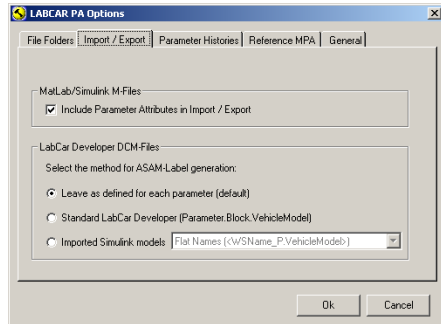 LABCAR PA Options
File Folders Import / Export Parameter Histories Reference MPA General
MatLab/Simulink M-Files
Include Parameter Attributes in Import / Export
LabCar Developer DCM-Files
Select the method for ASAM-Label generation:
Leave as defined for each parameter (default)
Standard LabCar Developer (Parameter.Block.VehicleModel)
Imported Simulink models Flat Names (<WSName_P.VehicleModel>)
Ok Cancel